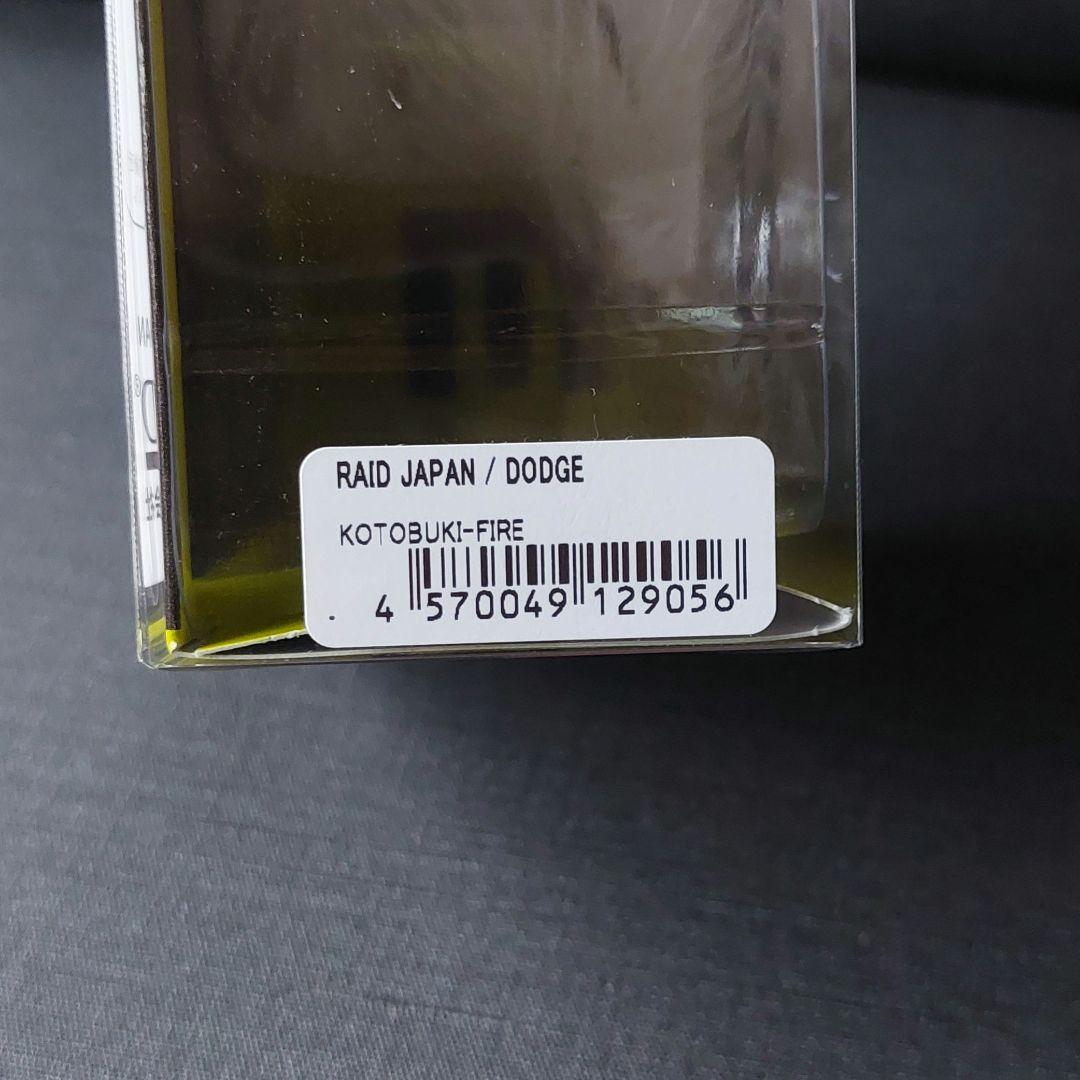 RAID JAPAN / DODGE
KOTOBUKI-FIRE
. 4 570049 129056